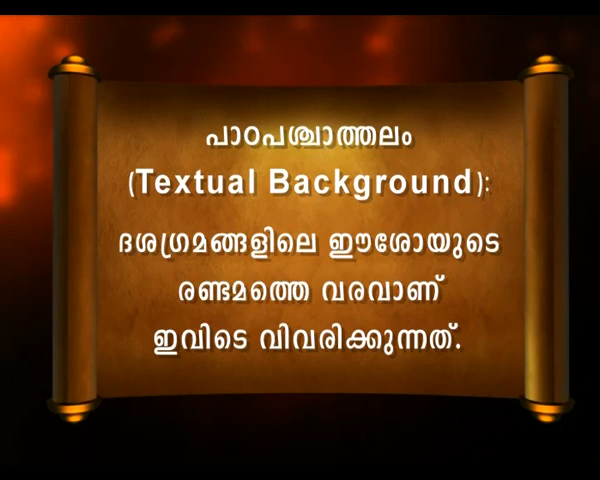 പാഠപശ്ചാത്തലം
(Textual Background):
ദശഗ്രമങ്ങളിലെ ഈശോയുടെ
രണ്ടമത്തെ വരവാണ്
ഇവിടെ വിവരിക്കുന്നത്.